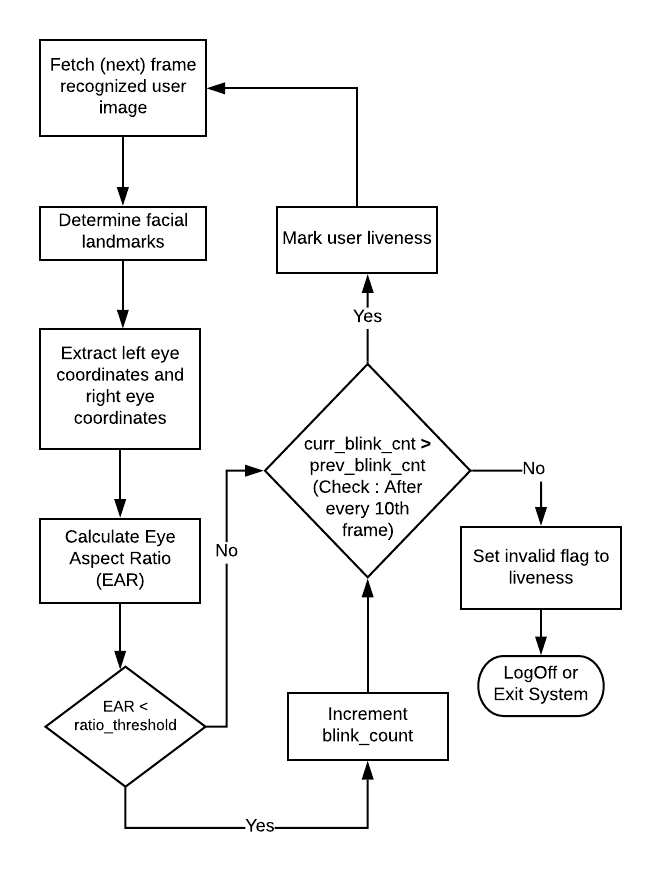 Fetch (next) frame
recognized user
image
Determine facial
landmarks
Extract left eye
coordinates and
right eye
coordinates
Calculate Eye
Aspect Ratio
(EAR)
EAR <
ratio_threshold
No
Yes
Increment
blink_count
curr_blink_cnt >
prev_blink_cnt
(Check : After
every 10th
frame)
Yes
Mark user liveness
No
Set invalid flag to
liveness
LogOff or
Exit System